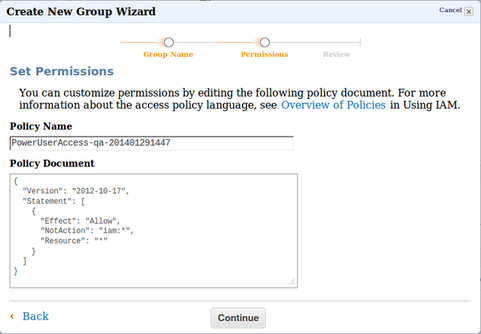 Create New Group Wizard
Cancel
Group Name
Permissions
Review
Set Permissions
You can customize permissions by editing the following policy document. For more
information about the access policy language, see Overview of Policies in Using IAM.
Policy Name
PowerUserAccess-qa-201401291447
Policy Document
{
"Version": "2012-10-17",
"Statement": [
{
"Effect": "Allow",
"NotAction": "iam:*",
"Resource": "*"
}
]
}
‹ Back
Continue